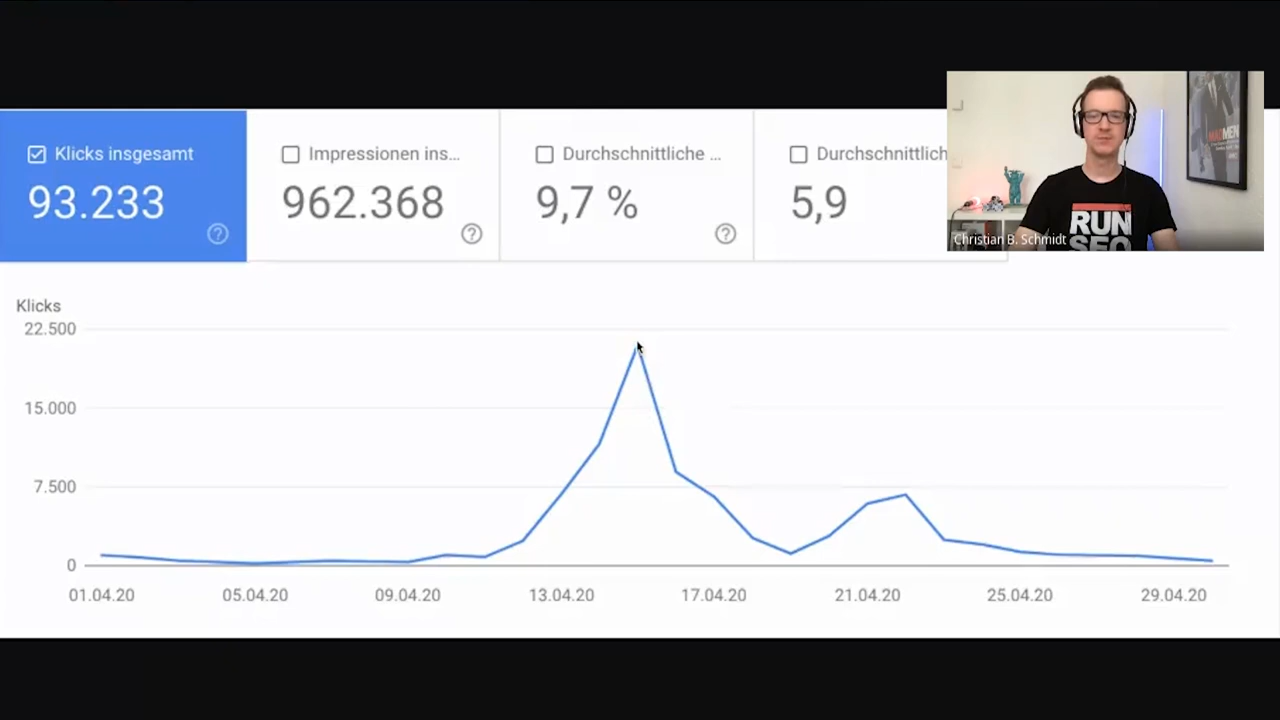 Klicks insgesamt
93.233
Impressionen ins...
962.368
Durchschnittliche ...
9,7 %
Durchschnittlich
5,9
MADMEN
RUN
SEO
Christian B. Schmidt
Klicks
22.500
15.000
7.500
0
01.04.20
05.04.20
09.04.20
13.04.20
17.04.20
21.04.20
25.04.20
29.04.20